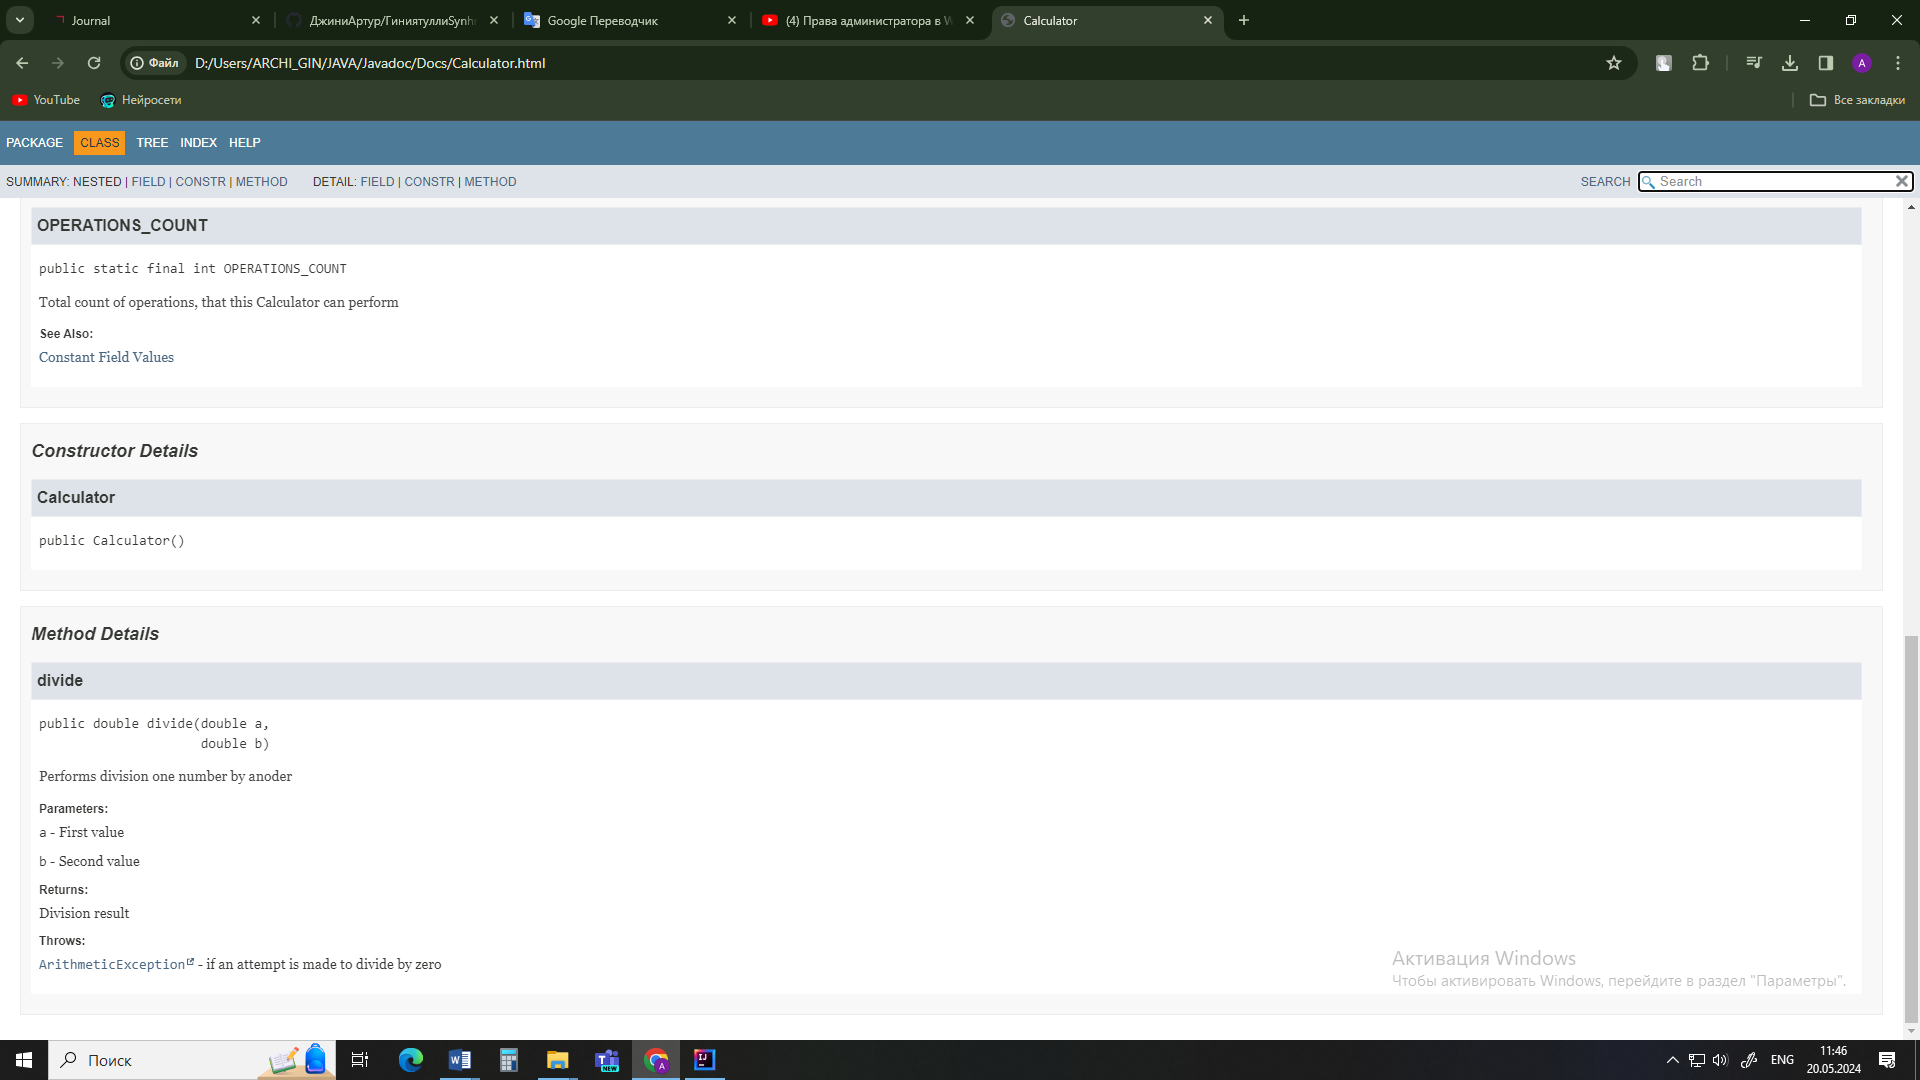 Journal
ДжиниАртур/ГиниятуллиSynh
Google Переводчик
(4) Права администратора в W
Calculator
Файл
D:/Users/ARCHI_GIN/JAVA/Javadoc/Docs/Calculator.html
A
YouTube
Нейросети
Все закладки
PACKAGE CLASS TREE INDEX HELP
SUMMARY: NESTED | FIELD | CONSTR | METHOD DETAIL: FIELD | CONSTR | METHOD
SEARCH Search
OPERATIONS_COUNT
public static final int OPERATIONS_COUNT
Total count of operations, that this Calculator can perform
See Also:
Constant Field Values
Constructor Details
Calculator
public Calculator()
Method Details
divide
public double divide(double a,
double b)
Performs division one number by anoder
Parameters:
a - First value
b - Second value
Returns:
Division result
Throws:
ArithmeticException - if an attempt is made to divide by zero
Активация Windows
Чтобы активировать Windows, перейдите в раздел "Параметры".
Поиск
ENG
11:46
20.05.2024